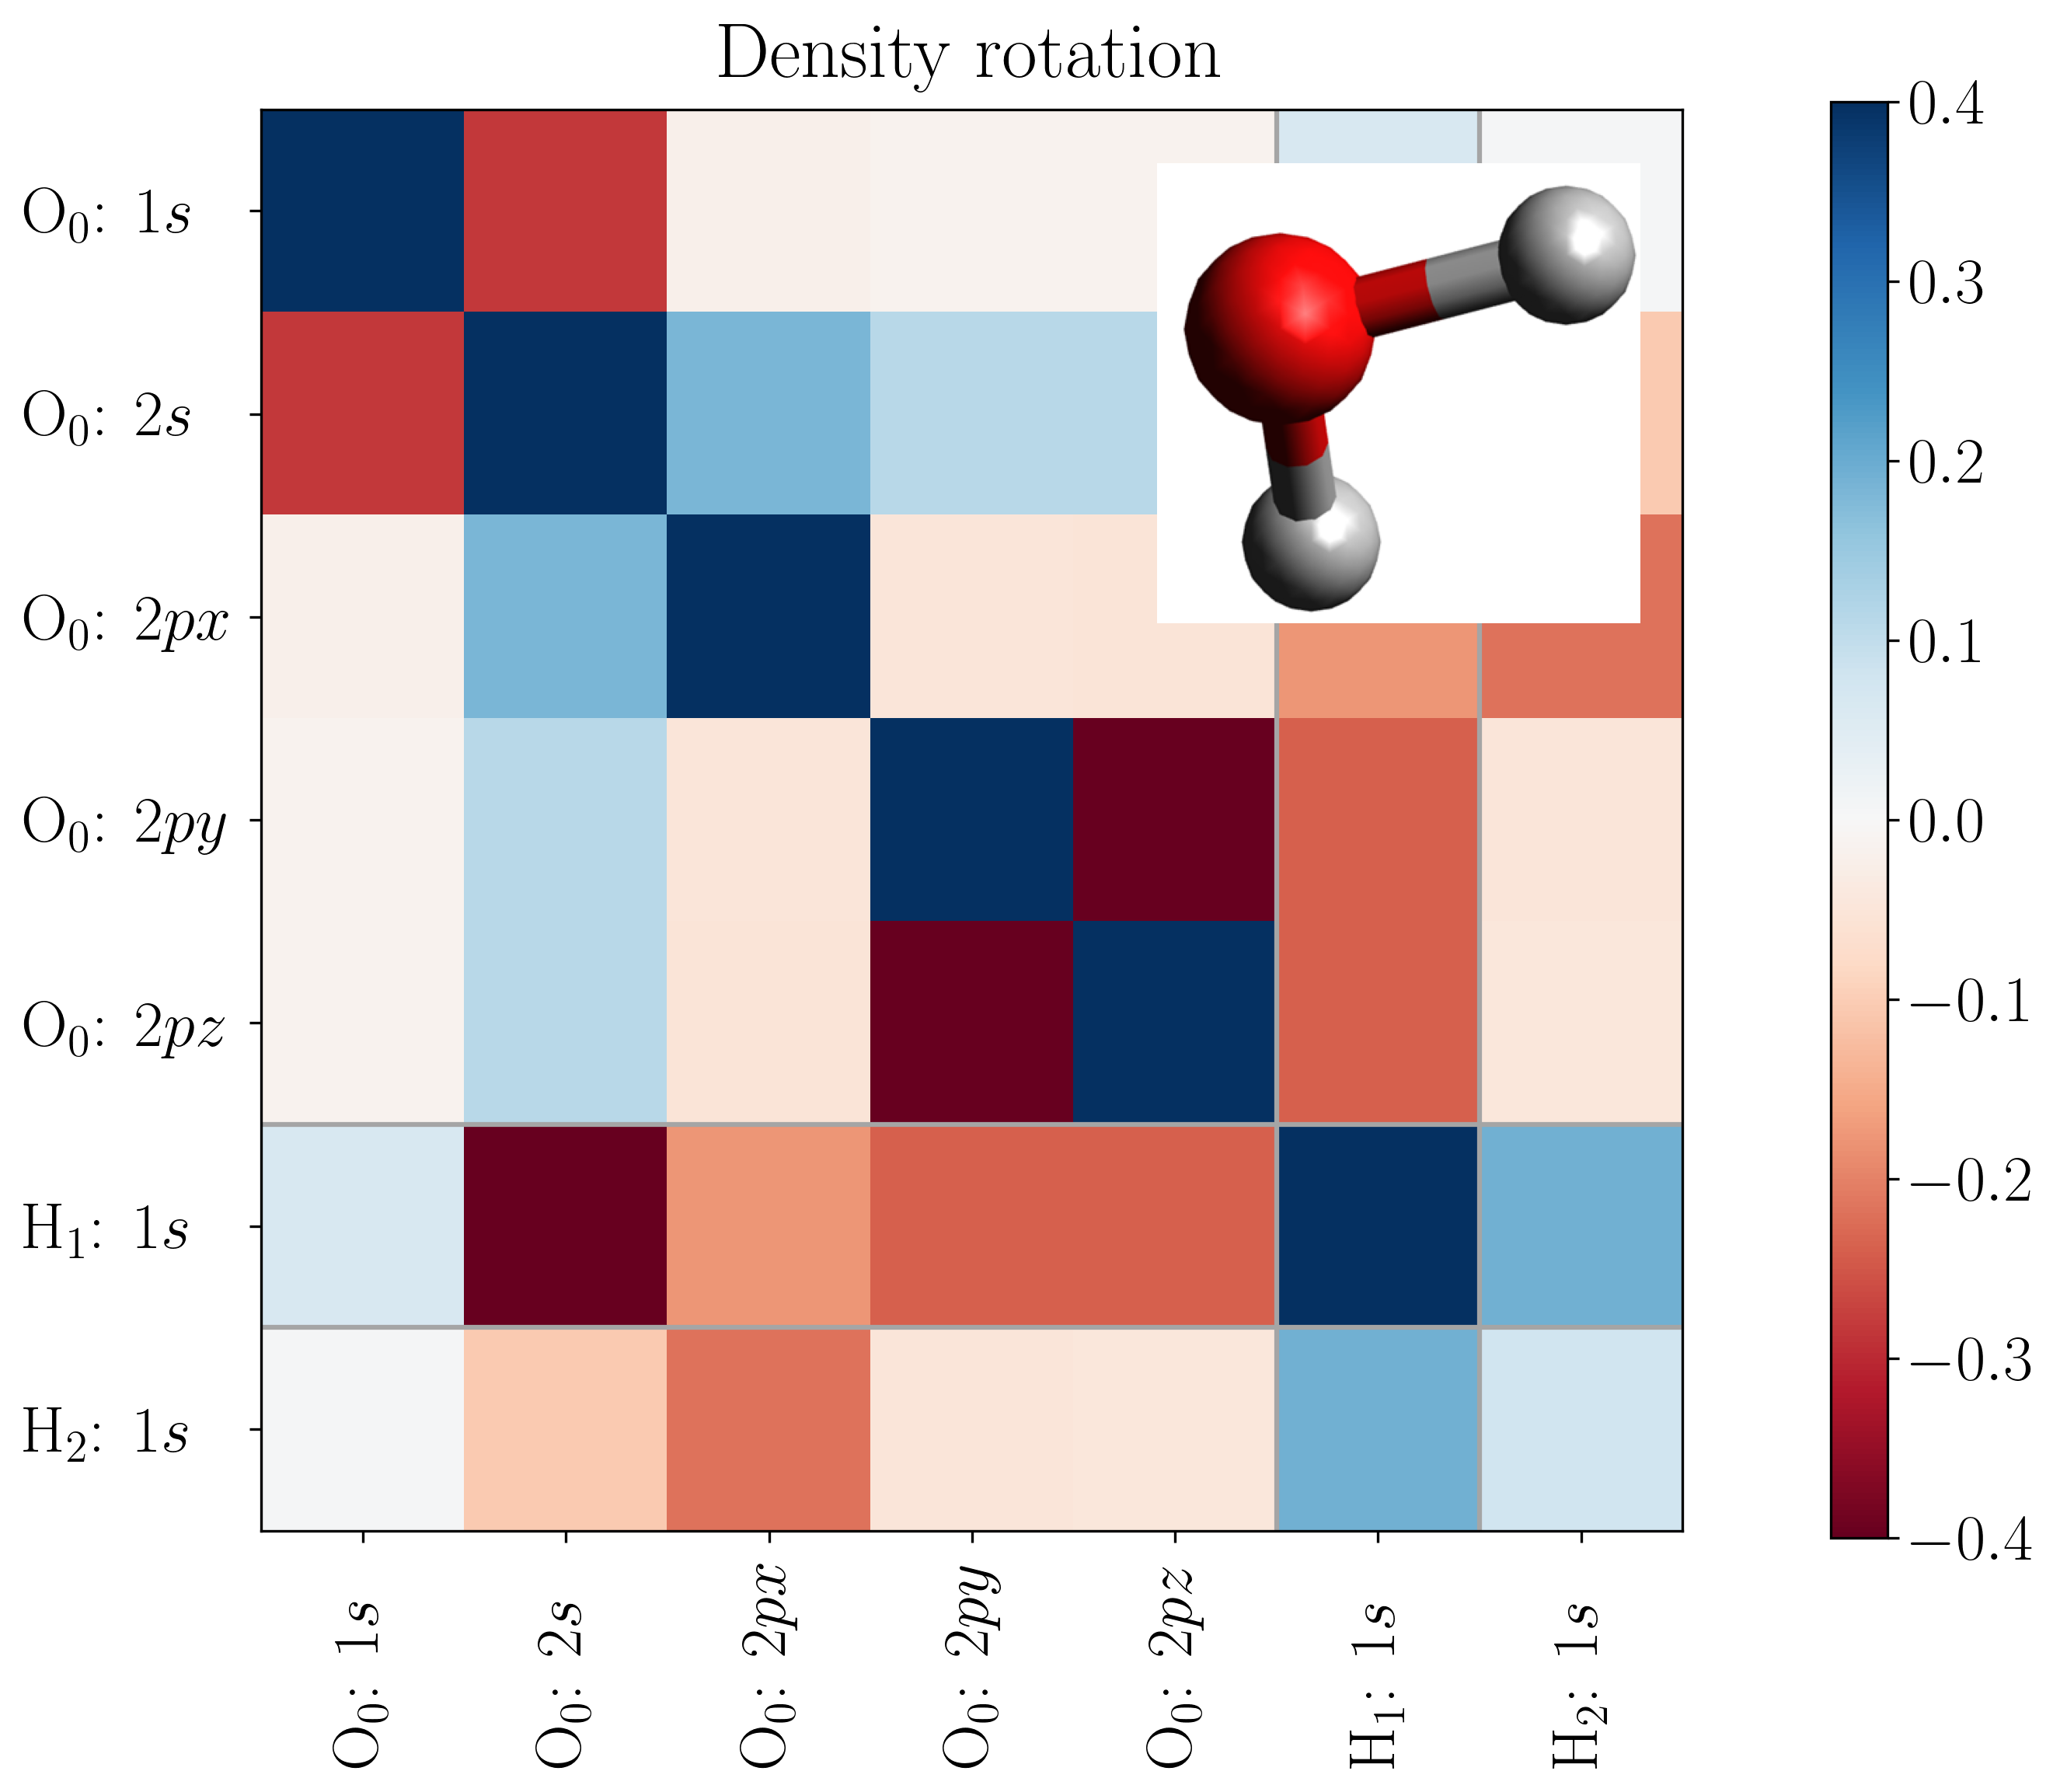 Density rotation
O₀: 1s
O₀: 2s
O₀: 2px
O₀: 2py
O₀: 2pz
H₁: 1s
H₂: 1s
O₀: 1s
O₀: 2s
O₀: 2px
O₀: 2py
O₀: 2pz
H₁: 1s
H₂: 1s
0.4
0.3
0.2
0.1
0.0
−0.1
−0.2
−0.3
−0.4